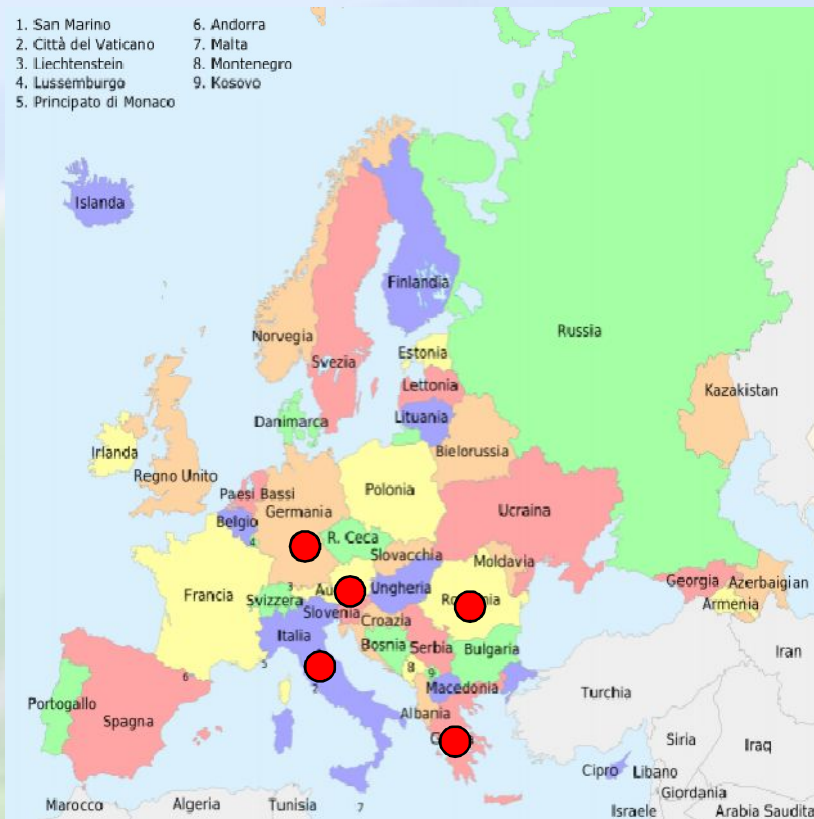 1. San Marino
2. Città del Vaticano
3. Liechtenstein
4. Lussemburgo
5. Principato di Monaco
6. Andorra
7. Malta
8. Montenegro
9. Kosovo
Islanda
Finlandia
Norvegia
Svezia
Russia
Estonia
Lettonia
Kazakistan
Danimarca
Lituania
Irlanda
Bielorussia
Regno Unito
Paesi Bassi
Polonia
Germania
Ucraina
Belgio
4
R. Ceca
Slovacchia
Moldavia
Francia
Svizzera
3
Ungheria
Georgia
Azerbaigian
Armenia
Slovenia
Croazia
Italia
Bosnia
Serbia
Bulgaria
Iran
5
8
9
6
2
Macedonia
Turchia
Portogallo
Spagna
Albania
Siria
Iraq
Cipro
Libano
Giordania
Marocco
Algeria
Tunisia
7
Israele
Arabia Saudita